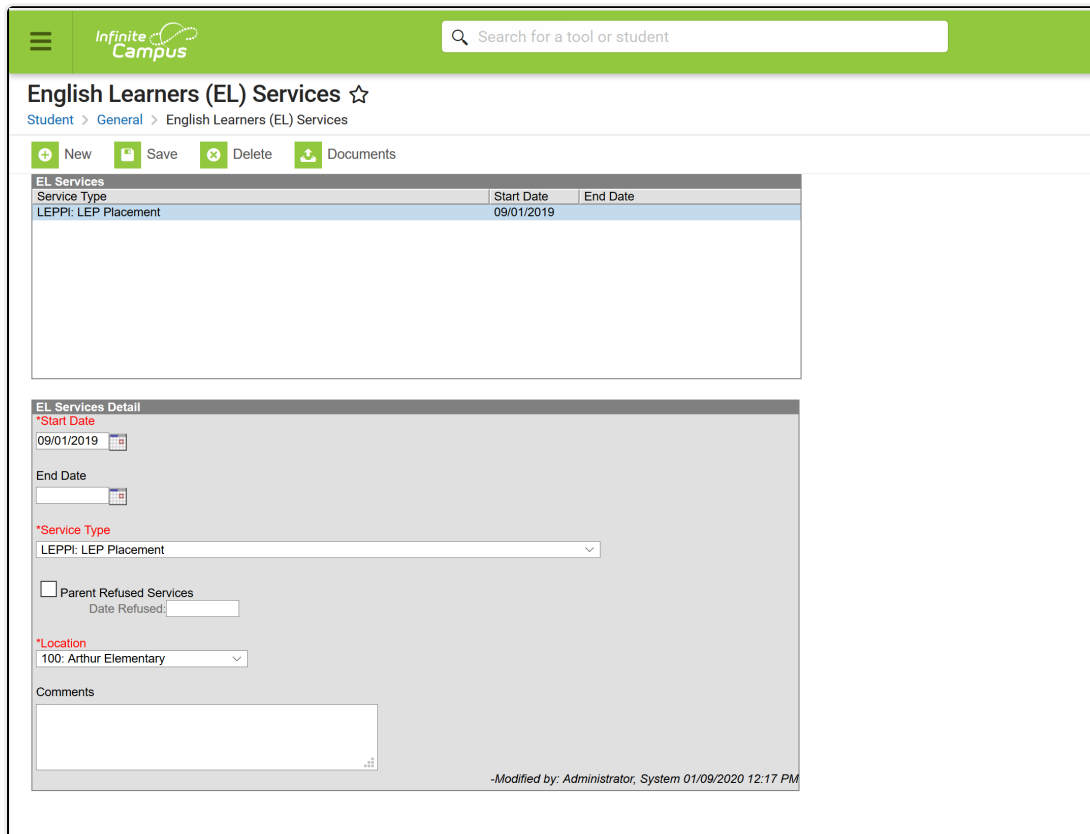 Infinite Campus
Search for a tool or student
English Learners (EL) Services
Student > General > English Learners (EL) Services
New Save Delete Documents
EL Services
Service Type Start Date End Date
LEPPI: LEP Placement 09/01/2019
EL Services Detail
*Start Date
09/01/2019
End Date
*Service Type
LEPPI: LEP Placement
Parent Refused Services
Date Refused:
*Location
100: Arthur Elementary
Comments
-Modified by: Administrator, System 01/09/2020 12:17 PM